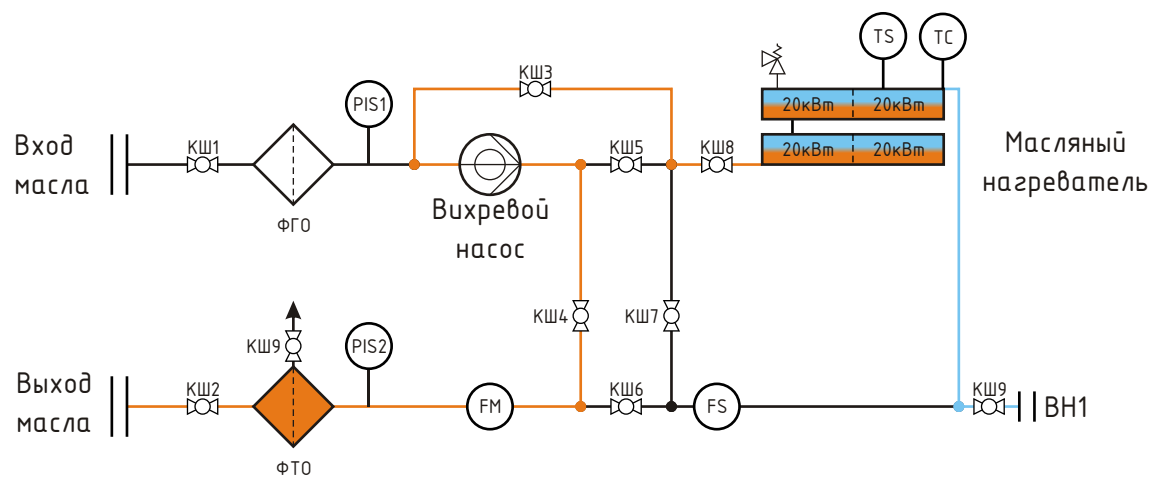 TS
TC
КШ3
PIS1
20кВт
20кВт
Вход
масла
КШ1
КШ5
КШ8
20кВт
20кВт
Масляный
нагреватель
ФГО
Вихревой
насос
КШ4
КШ7
КШ9
PIS2
Выход
масла
КШ2
FM
КШ6
FS
КШ9
ВН1
ФТО